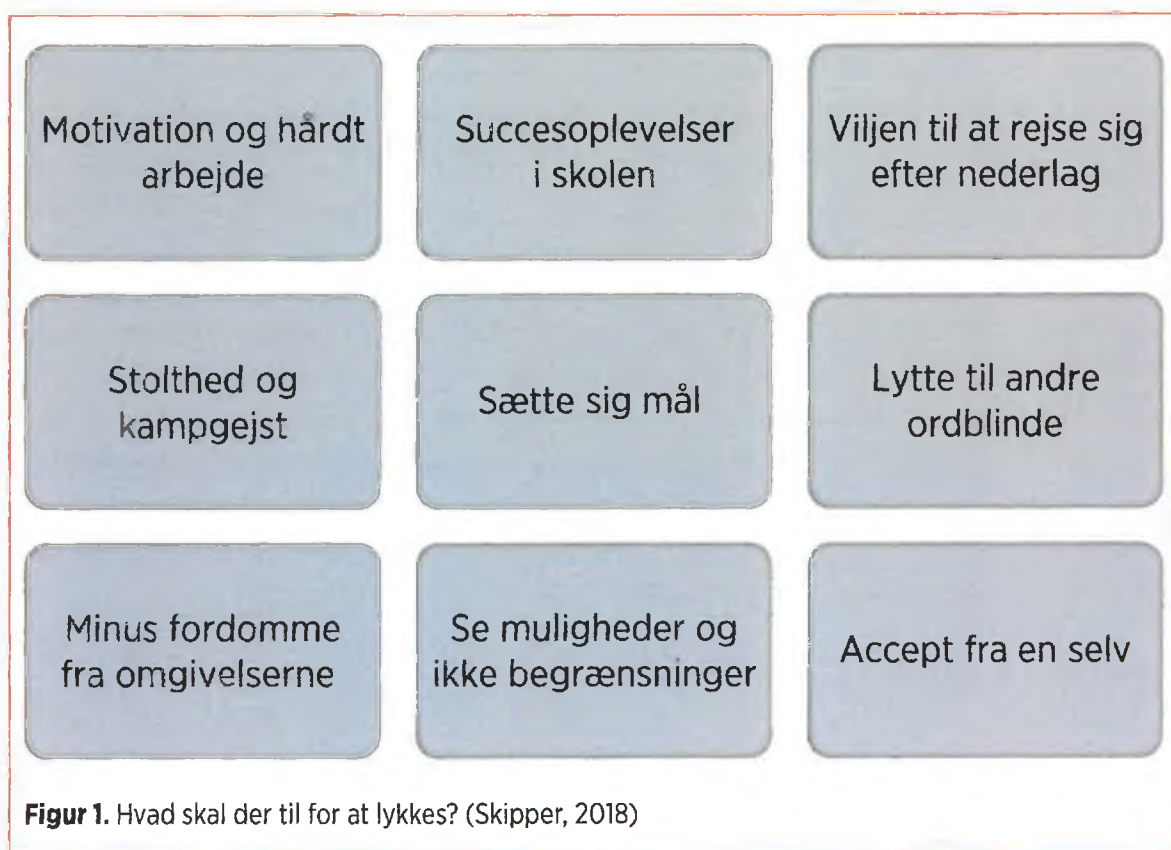 Motivation og hårdt
arbejde
Succesoplevelser
i skolen
Viljen til at rejse sig
efter nederlag
Stolthed og
kampgejst
Sætte sig mål
Lytte til andre
ordblinde
Minus fordomme
fra omgivelserne
Se muligheder og
ikke begrænsninger
Accept fra en selv
Figur 1. Hvad skal der til for at lykkes? (Skipper, 2018)